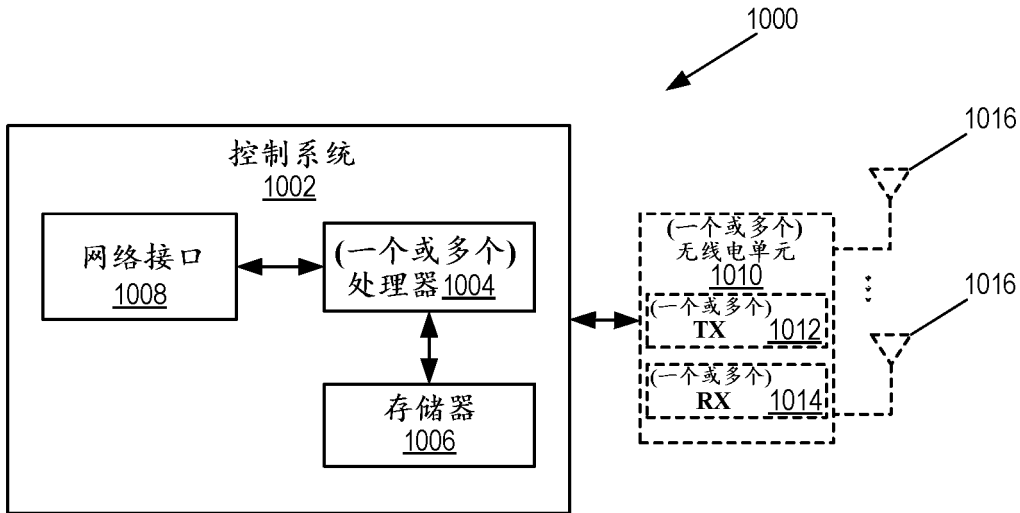 1000
控制系统
1002
网络接口
1008
(一个或多个)
处理器1004
存储器
1006
(一个或多个)
无线电单元
1010
(一个或多个)
TX 1012
(一个或多个)
RX 1014
1016
1016